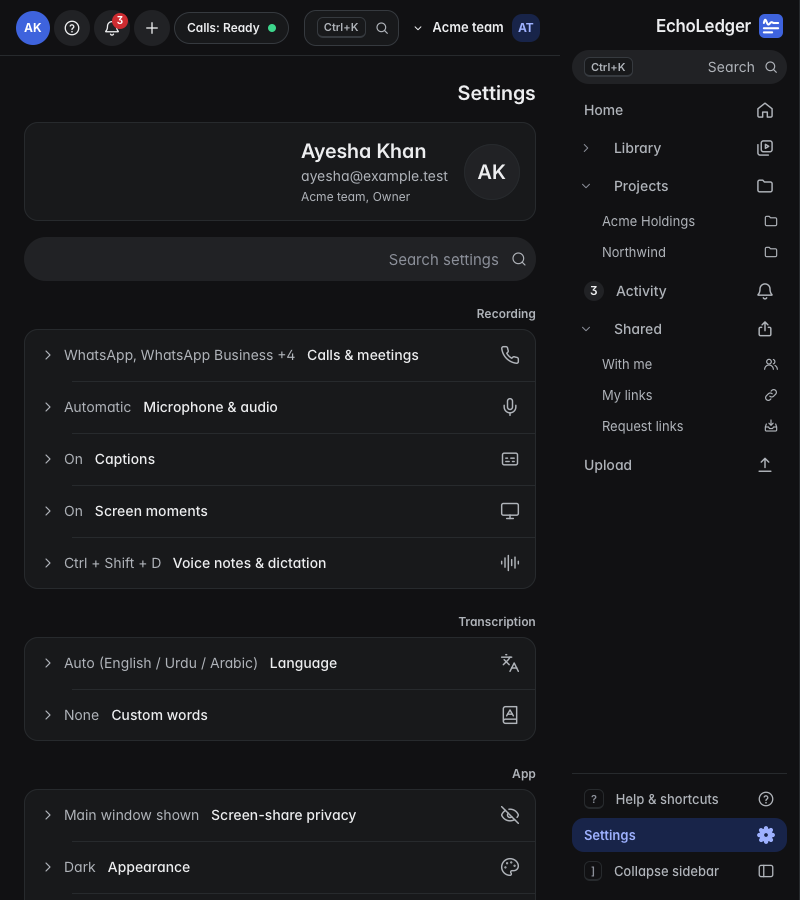 AK
3
Calls: Ready
Ctrl+K
Acme team
AT
EchoLedger
Ctrl+K
Search
Home
Library
Projects
Acme Holdings
Northwind
3
Activity
Shared
With me
My links
Request links
Upload
?
Help & shortcuts
Settings
]
Collapse sidebar
Settings
Ayesha Khan
AK
ayesha@example.test
Acme team, Owner
Search settings
Recording
WhatsApp, WhatsApp Business +4 Calls & meetings
Automatic Microphone & audio
On Captions
On Screen moments
Ctrl + Shift + D Voice notes & dictation
Transcription
Auto (English / Urdu / Arabic) Language
None Custom words
App
Main window shown Screen-share privacy
Dark Appearance